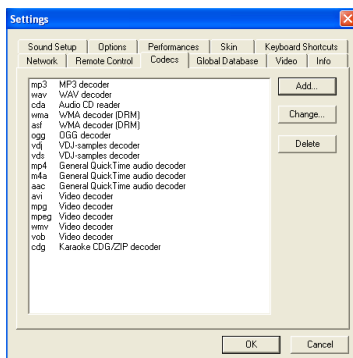 Settings
Sound Setup Options Performances Skin Keyboard Shortcuts
Network Remote Control Codecs Global Database Video Info
mp3 MP3 decoder
wav WAV decoder
cda Audio CD reader
wma WMA decoder (DRM)
asf WMA decoder (DRM)
ogg OGG decoder
vdj VDJ-samples decoder
vds VDJ-samples decoder
mp4 General QuickTime audio decoder
m4a General QuickTime audio decoder
aac General QuickTime audio decoder
avi Video decoder
mpg Video decoder
mpeg Video decoder
wmv Video decoder
vob Video decoder
cdg Karaoke CDG/ZIP decoder
Add...
Change...
Delete
OK Cancel